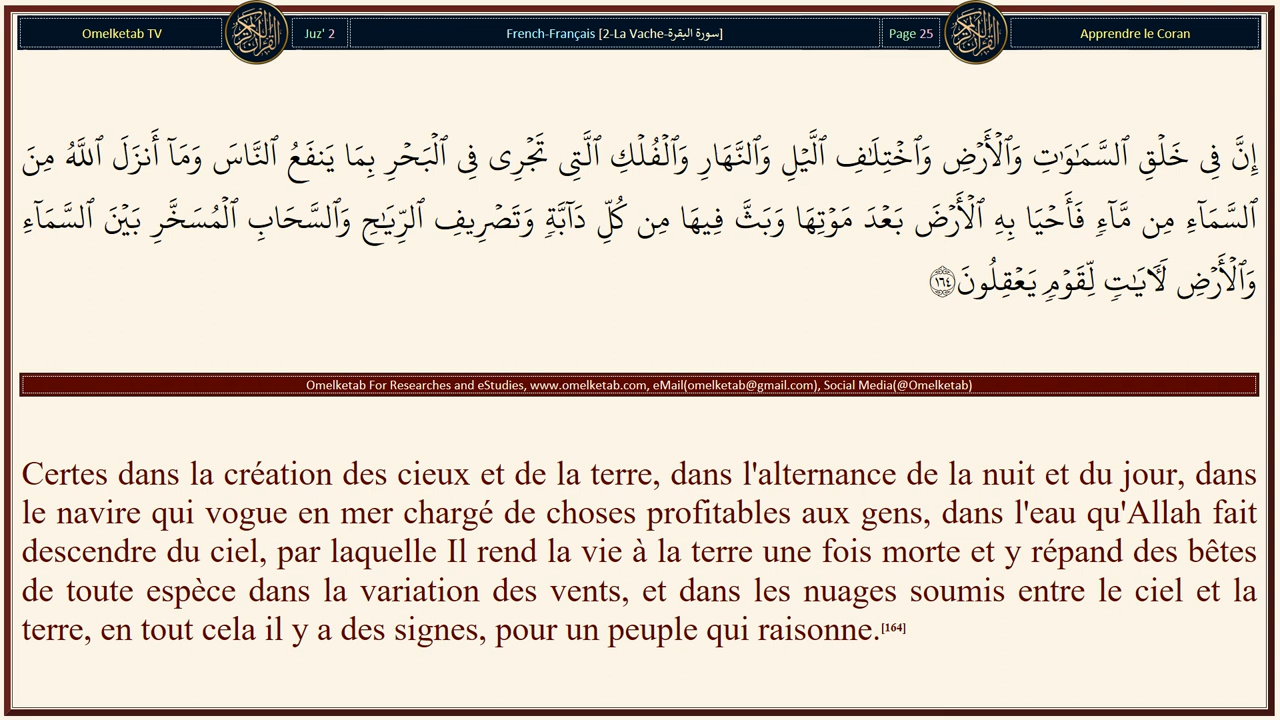 Omelketab TV
Juz' 2
French-Français [2-La Vache-سورة البقرة]
Page 25
Apprendre le Coran
إِنَّ فِى خَلْقِ ٱلسَّمَـٰوَٰتِ وَٱلْأَرْضِ وَٱخْتِلَـٰفِ ٱلَّيْلِ وَٱلنَّهَارِ وَٱلْفُلْكِ ٱلَّتِى تَجْرِى فِى ٱلْبَحْرِ بِمَا يَنفَعُ ٱلنَّاسَ وَمَآ أَنزَلَ ٱللَّهُ مِنَ
ٱلسَّمَآءِ مِن مَّآءٍ فَأَحْيَا بِهِ ٱلْأَرْضَ بَعْدَ مَوْتِهَا وَبَثَّ فِيهَا مِن كُلِّ دَآبَّةٍ وَتَصْرِيفِ ٱلرِّيَـٰحِ وَٱلسَّحَابِ ٱلْمُسَخَّرِ بَيْنَ ٱلسَّمَآءِ
وَٱلْأَرْضِ لَـَٔايَـٰتٍ لِّقَوْمٍ يَعْقِلُونَ ١٦٤
Omelketab For Researches and eStudies, www.omelketab.com, eMail(omelketab@gmail.com), Social Media(@Omelketab)
Certes dans la création des cieux et de la terre, dans l'alternance de la nuit et du jour, dans
le navire qui vogue en mer chargé de choses profitables aux gens, dans l'eau qu'Allah fait
descendre du ciel, par laquelle Il rend la vie à la terre une fois morte et y répand des bêtes
de toute espèce dans la variation des vents, et dans les nuages soumis entre le ciel et la
terre, en tout cela il y a des signes, pour un peuple qui raisonne.[164]